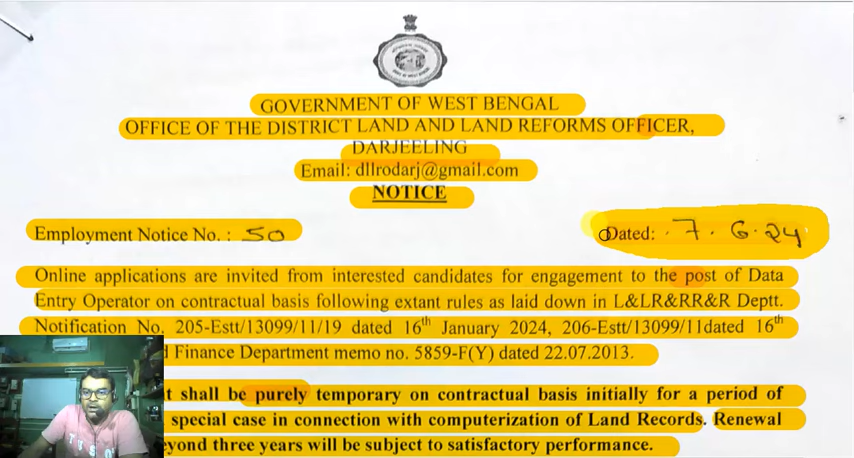 GOVERNMENT OF WEST BENGAL
OFFICE OF THE DISTRICT LAND AND LAND REFORMS OFFICER,
DARJEELING
Email: dllrodarj@gmail.com
NOTICE
Employment Notice No. : 50 Dated: . 7 . 6 . 24
Online applications are invited from interested candidates for engagement to the post of Data
Entry Operator on contractual basis following extant rules as laid down in L&LR&RR&R Deptt.
Notification No. 205-Estt/13099/11/19 dated 16th January 2024, 206-Estt/13099/11dated 16th
Finance Department memo no. 5859-F(Y) dated 22.07.2013.
shall be purely temporary on contractual basis initially for a period of
special case in connection with computerization of Land Records. Renewal
three years will be subject to satisfactory performance.